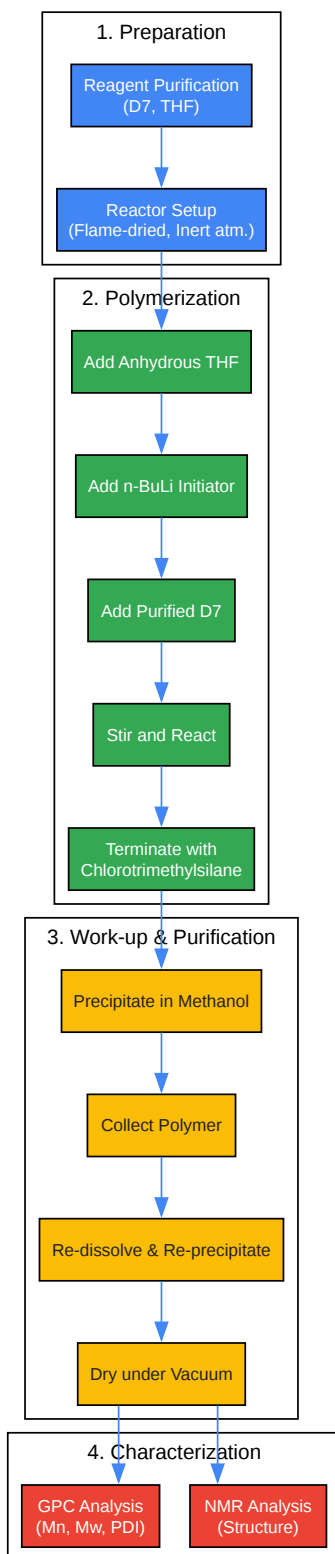 1. Preparation
Reagent Purification
(D7, THF)
Reactor Setup
(Flame-dried, Inert atm.)
2. Polymerization
Add Anhydrous THF
Add n-BuLi Initiator
Add Purified D7
Stir and React
Terminate with
Chlorotrimethylsilane
3. Work-up & Purification
Precipitate in Methanol
Collect Polymer
Re-dissolve & Re-precipitate
Dry under Vacuum
4. Characterization
GPC Analysis
(Mn, Mw, PDI)
NMR Analysis
(Structure)